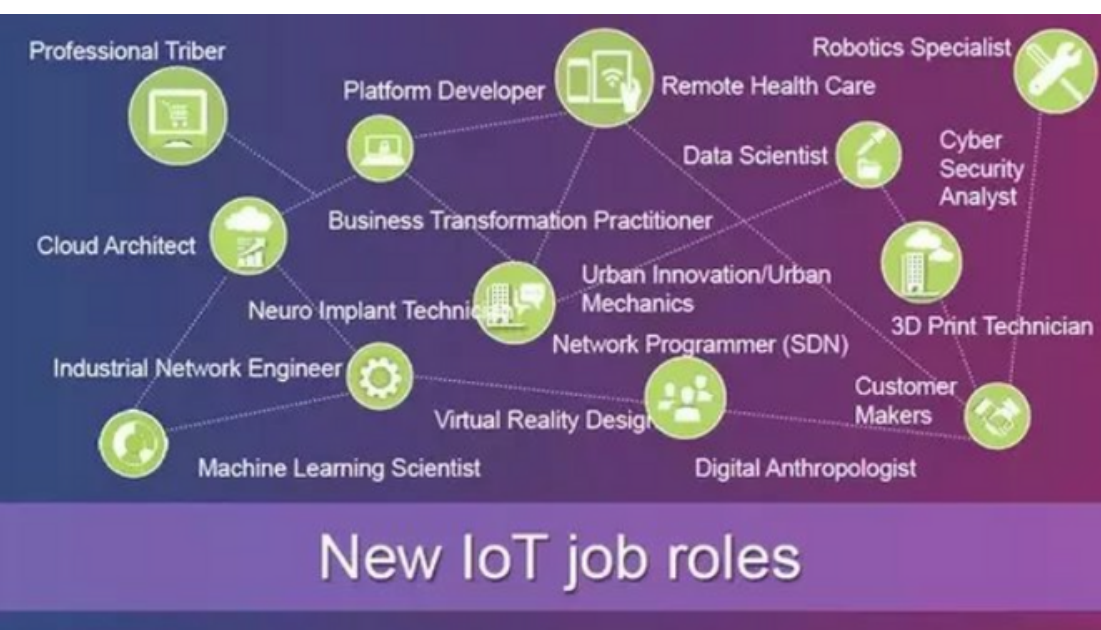 Professional Triber
Robotics Specialist
Platform Developer
Remote Health Care
Data Scientist
Cyber
Security
Analyst
Business Transformation Practitioner
Cloud Architect
Urban Innovation/Urban
Mechanics
Neuro Implant Technician
3D Print Technician
Network Programmer (SDN)
Industrial Network Engineer
Customer
Makers
Virtual Reality Desig
Machine Learning Scientist
Digital Anthropologist
New IoT job roles